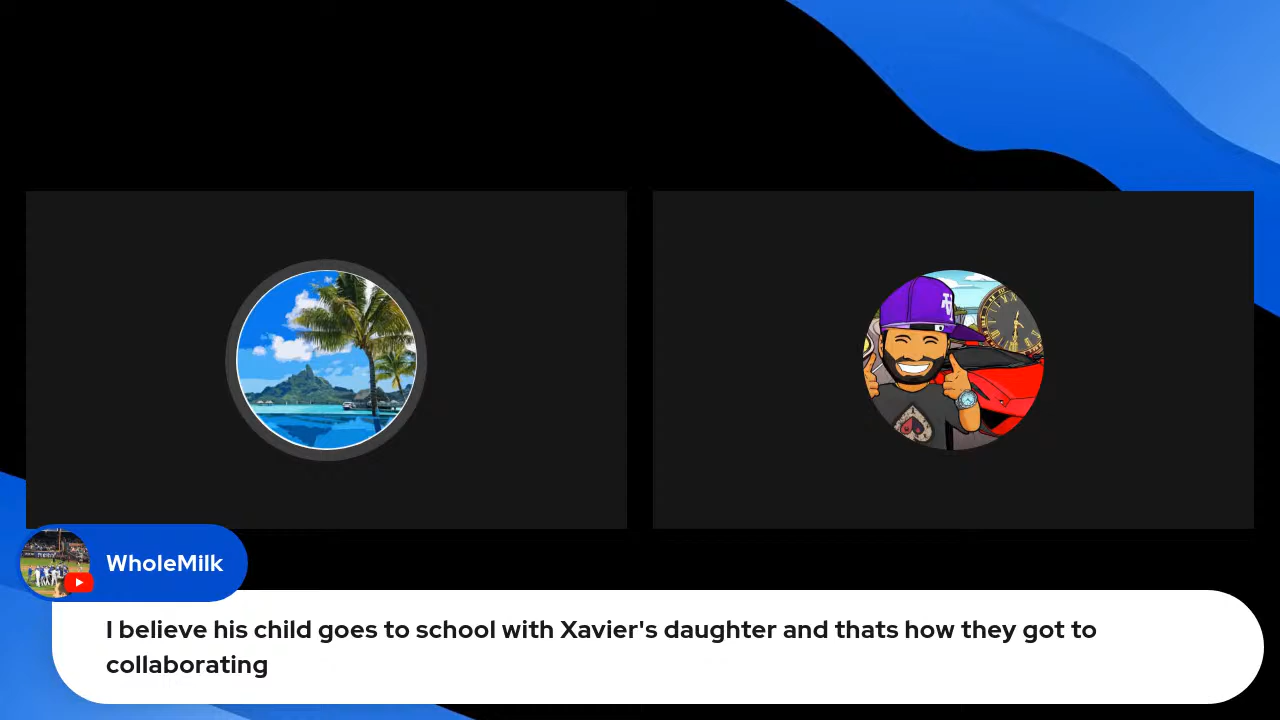 WholeMilk
I believe his child goes to school with Xavier's daughter and thats how they got to
collaborating